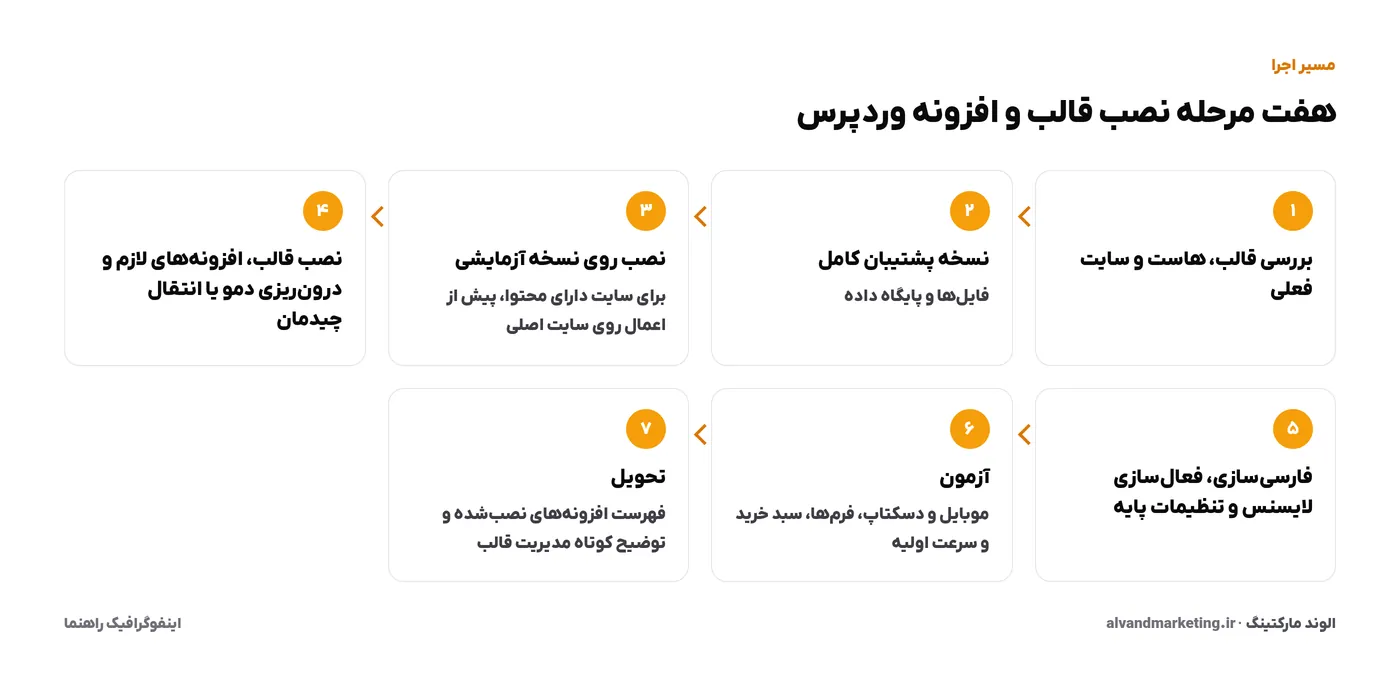 مسیر اجرا
هفت مرحله نصب قالب و افزونه وردپرس
۱
بررسی قالب، هاست و سایت
فعلی
۲
نسخه پشتیبان کامل
فایل‌ها و پایگاه داده
۳
نصب روی نسخه آزمایشی
برای سایت دارای محتوا، پیش از
اعمال روی سایت اصلی
۴
نصب قالب، افزونه‌های لازم و
درون‌ریزی دمو یا انتقال
چیدمان
۵
فارسی‌سازی، فعال‌سازی
لایسنس و تنظیمات پایه
۶
آزمون
موبایل و دسکتاپ، فرم‌ها، سبد خرید
و سرعت اولیه
۷
تحویل
فهرست افزونه‌های نصب‌شده و
توضیح کوتاه مدیریت قالب
الوند مارکتینگ · alvandmarketing.ir
اینفوگرافیک راهنما